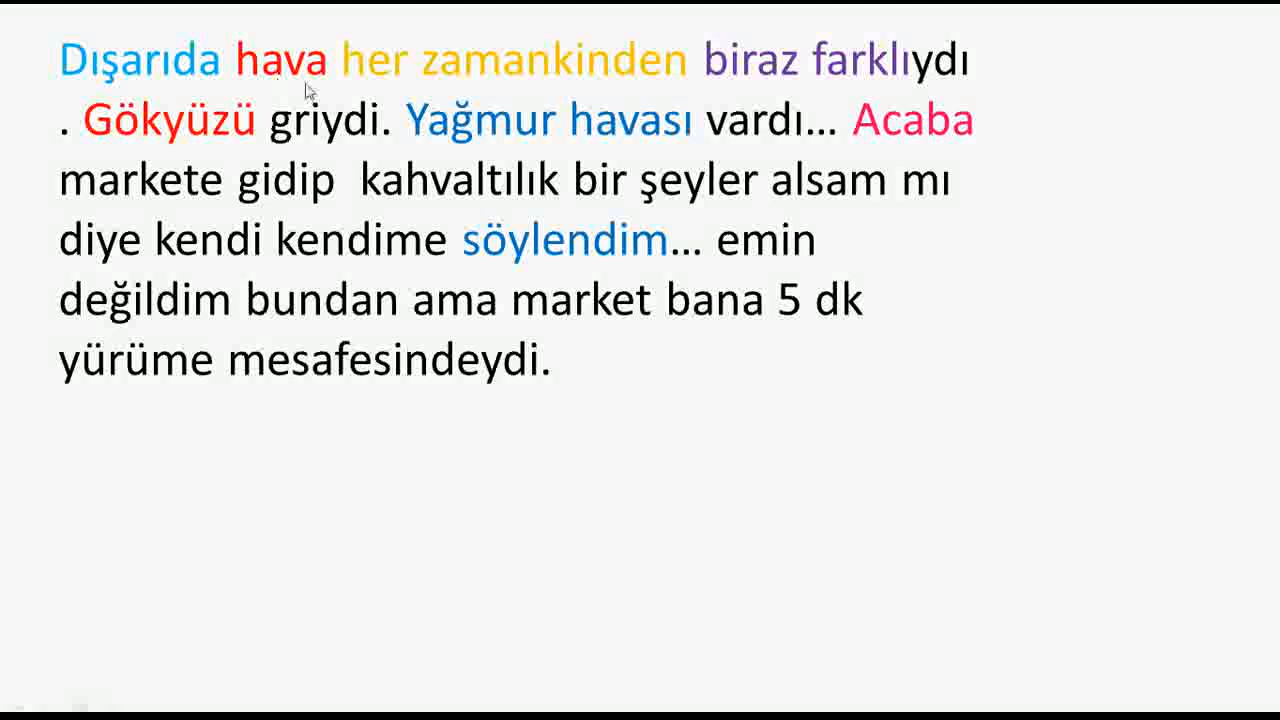 Dışarıda hava her zamankinden biraz farklıydı
. Gökyüzü griydi. Yağmur havası vardı... Acaba
markete gidip  kahvaltılık bir şeyler alsam mı
diye kendi kendime söylendim... emin
değildim bundan ama market bana 5 dk
yürüme mesafesindeydi.